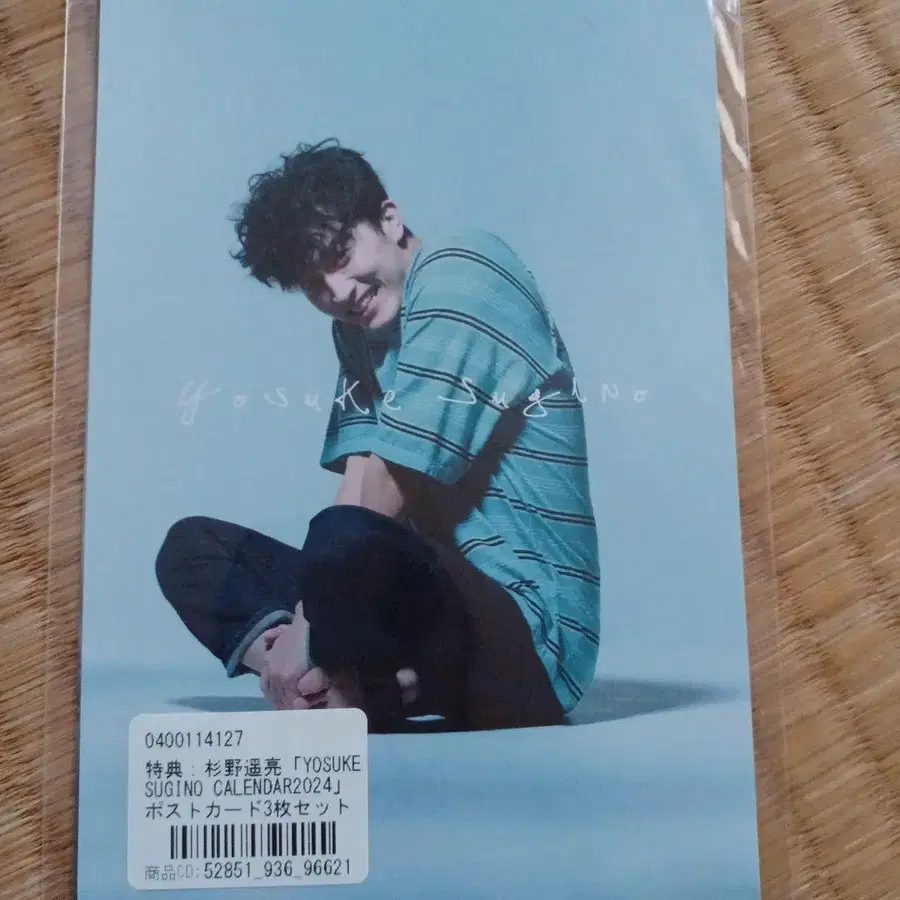 Yosuke Sugino
0400114127
特典：杉野遥亮「YOSUKE
SUGINO CALENDAR2024」
ポストカード3枚セット
商品CD:52851_936_96621